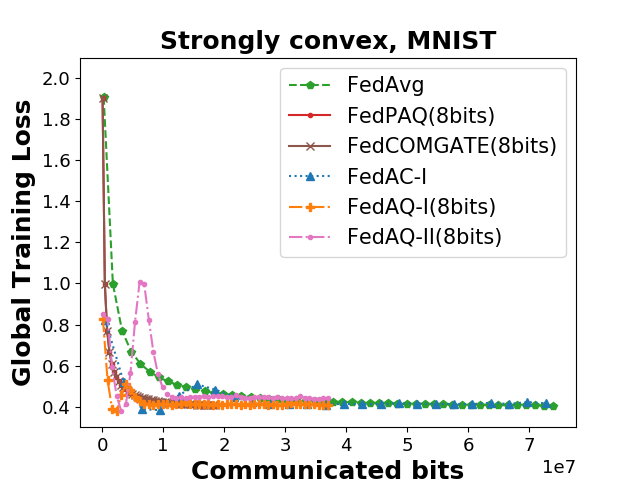 Strongly convex, MNIST
Global Training Loss
2.0
1.8
1.6
1.4
1.2
1.0
0.8
0.6
0.4
FedAvg
FedPAQ(8bits)
FedCOMGATE(8bits)
FedAC-I
FedAQ-I(8bits)
FedAQ-II(8bits)
0 1 2 3 4 5 6 7
1e7
Communicated bits